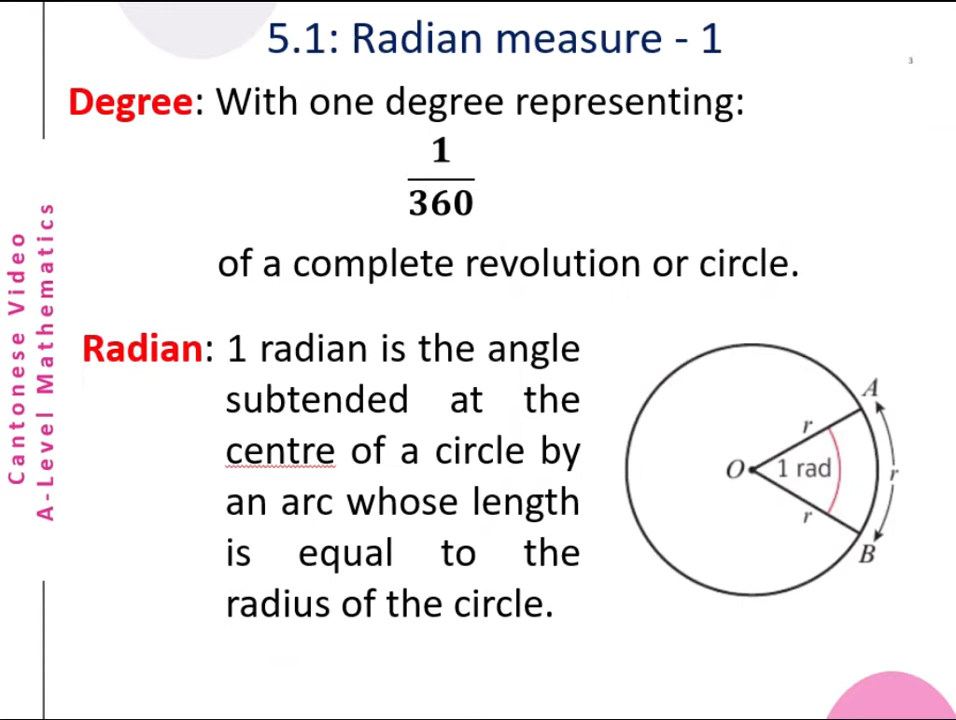 5.1: Radian measure - 1
3
Degree: With one degree representing:
1
360
of a complete revolution or circle.
Cantonese Video
A-Level Mathematics
Radian: 1 radian is the angle
subtended at the
centre of a circle by
an arc whose length
is equal to the
radius of the circle.
A
r
O 1 rad r
r
B